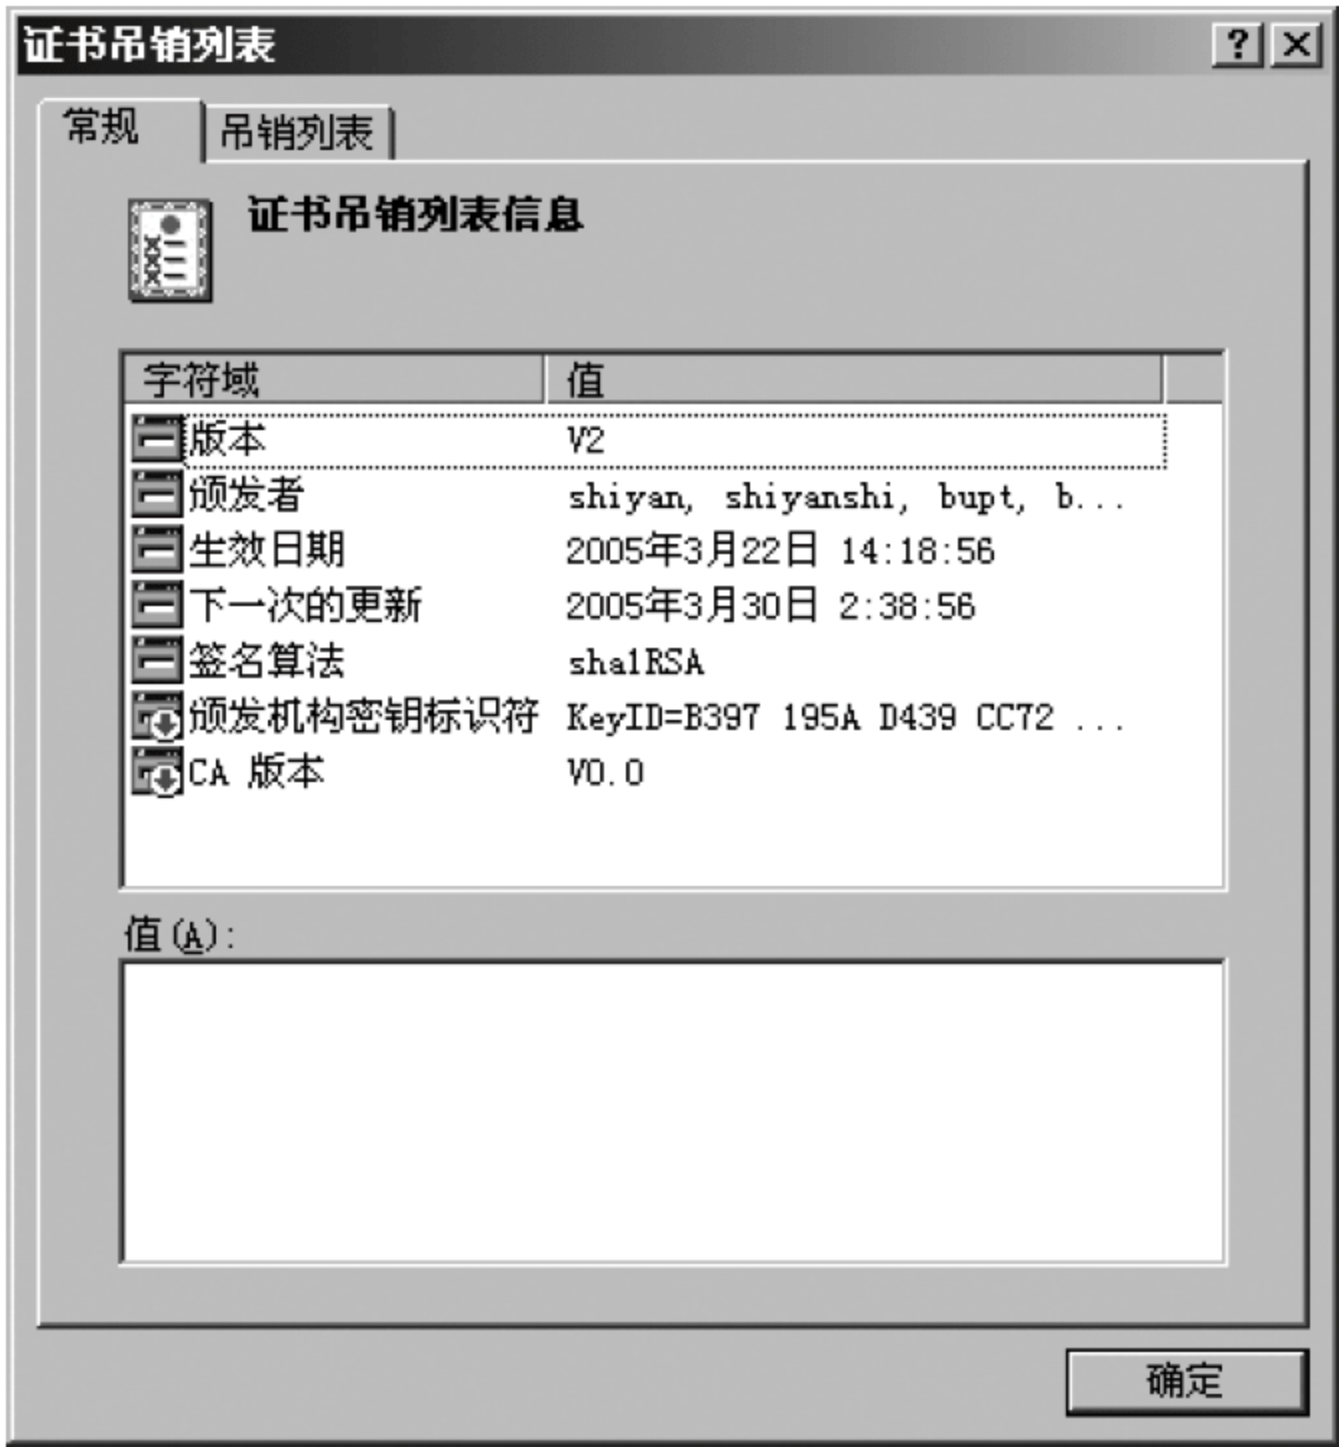 证书吊销列表
常规 吊销列表
证书吊销列表信息
字符域 值
版本 V2
颁发者 shiyan, shiyanshi, bupt, b...
生效日期 2005年3月22日 14:18:56
下一次的更新 2005年3月30日 2:38:56
签名算法 sha1RSA
颁发机构密钥标识符 KeyID=B397 195A D439 CC72 ...
CA 版本 V0.0
值(A):
确定